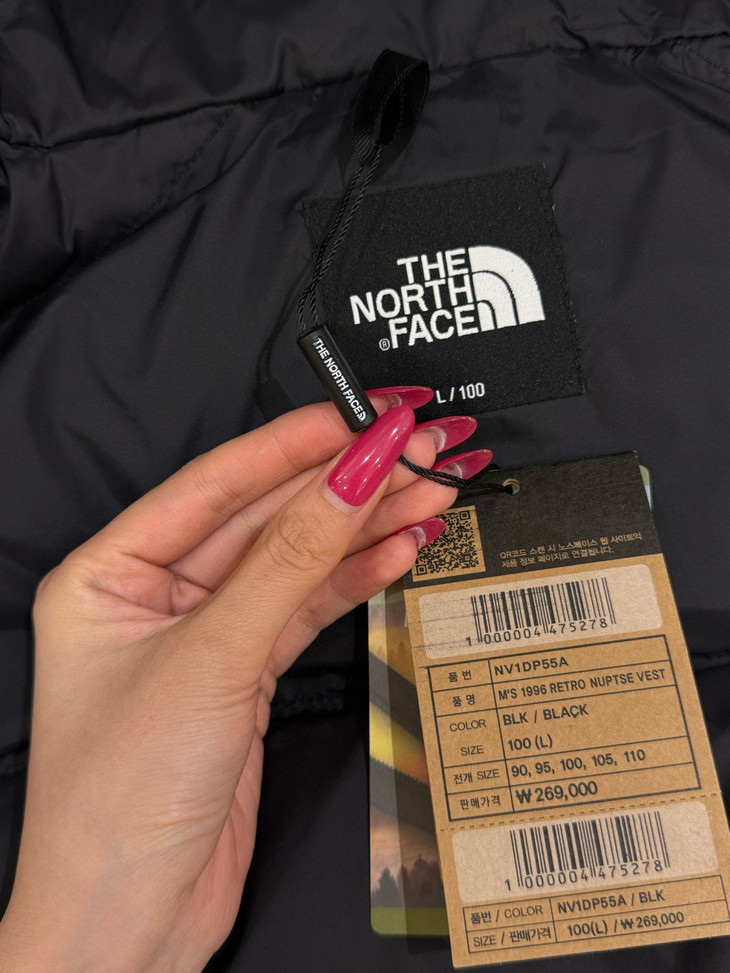 THE
NORTH
FACE
®
L / 100
THE NORTH FACE
QR코드 스캔 시 노스페이스 웹 사이트의
제품 정보 페이지로 연결됩니다.
1 000004 475278
품 번 NV1DP55A
품 명 M'S 1996 RETRO NUPTSE VEST
COLOR BLK / BLACK
SIZE 100 (L)
전개 SIZE 90, 95, 100, 105, 110
판매가격 ₩269,000
1 000004 475278
품번 / COLOR NV1DP55A / BLK
SIZE / 판매가격 100(L) / ₩269,000